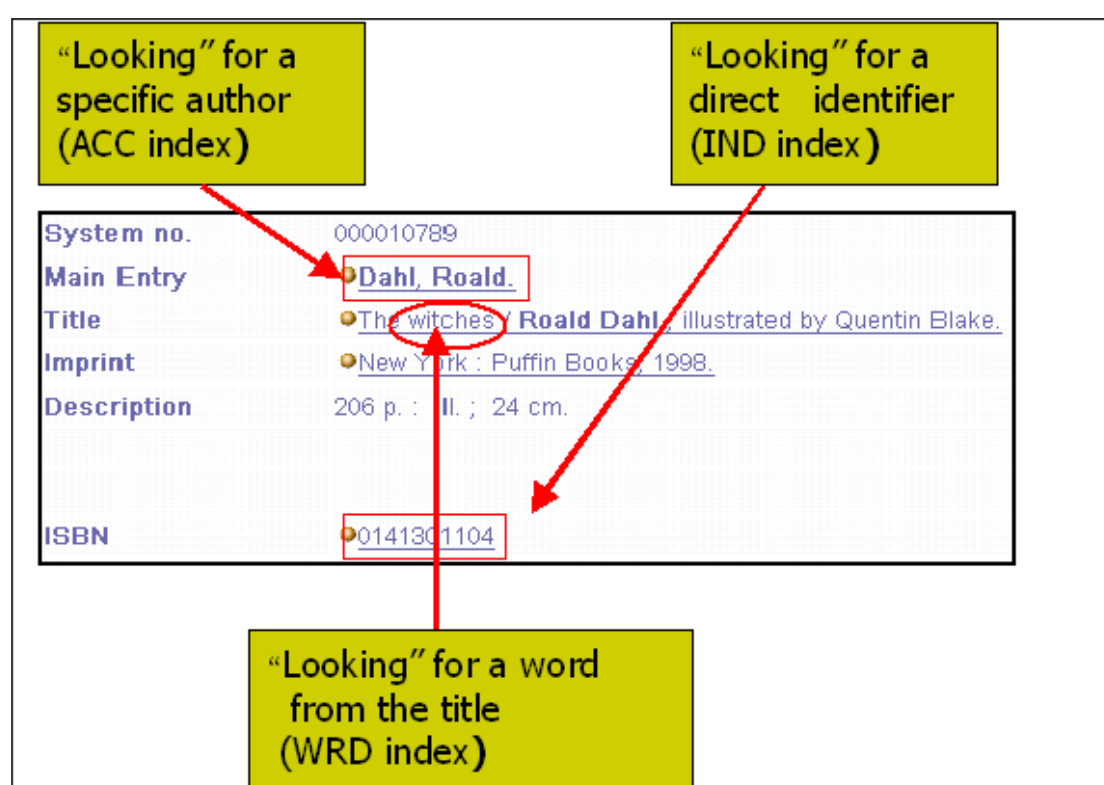 “Looking” for a
specific author
(ACC index)
“Looking” for a
direct identifier
(IND index)
System no. 000010789
Main Entry Dahl, Roald.
Title The witches / Roald Dahl ; illustrated by Quentin Blake.
Imprint New York : Puffin Books, 1998.
Description 206 p. : ill. ; 24 cm.
ISBN 0141301104
“Looking” for a word
from the title
(WRD index)